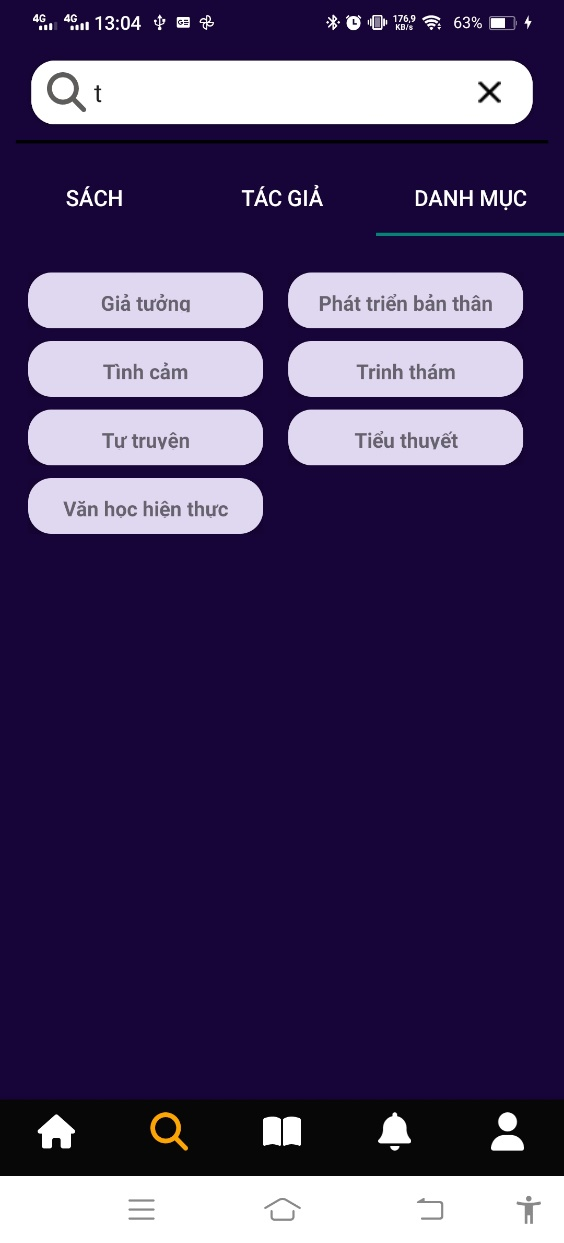 4G 4G 13:04 GE 176,9 KB/s 63%
t
SÁCH TÁC GIẢ DANH MỤC
Giả tưởng Phát triển bản thân
Tình cảm Trinh thám
Tự truyện Tiểu thuyết
Văn học hiện thực